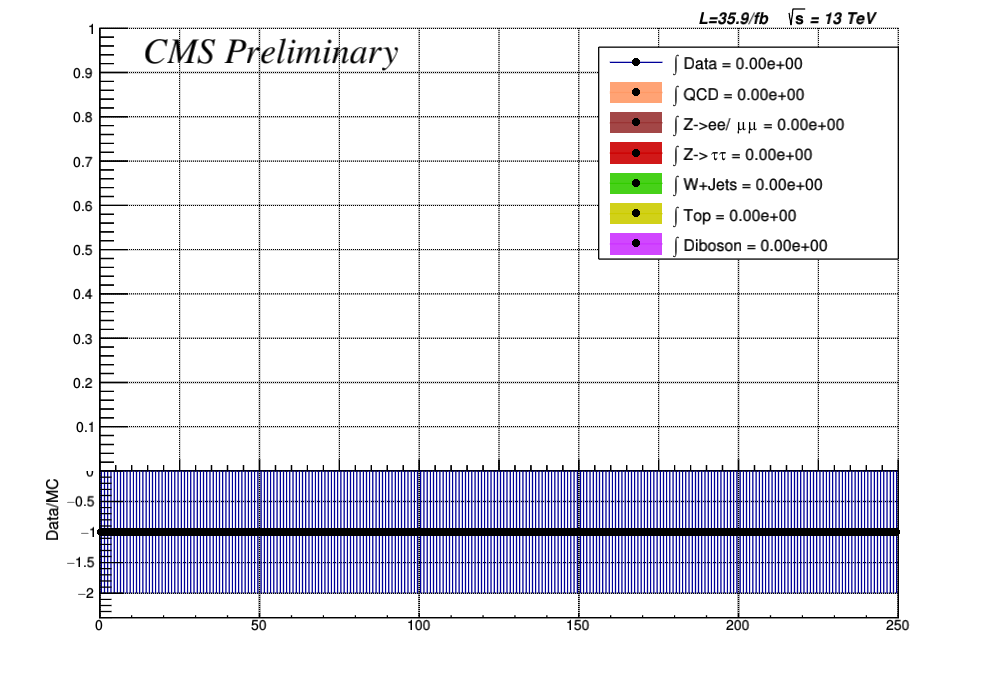 L=35.9/fb √s = 13 TeV
CMS Preliminary
1
0.9
0.8
0.7
0.6
0.5
0.4
0.3
0.2
0.1
∫ Data = 0.00e+00
∫ QCD = 0.00e+00
∫ Z->ee/ μμ = 0.00e+00
∫ Z-> ττ = 0.00e+00
∫ W+Jets = 0.00e+00
∫ Top = 0.00e+00
∫ Diboson = 0.00e+00
Data/MC
0
−0.5
−1
−1.5
−2
0 50 100 150 200 250